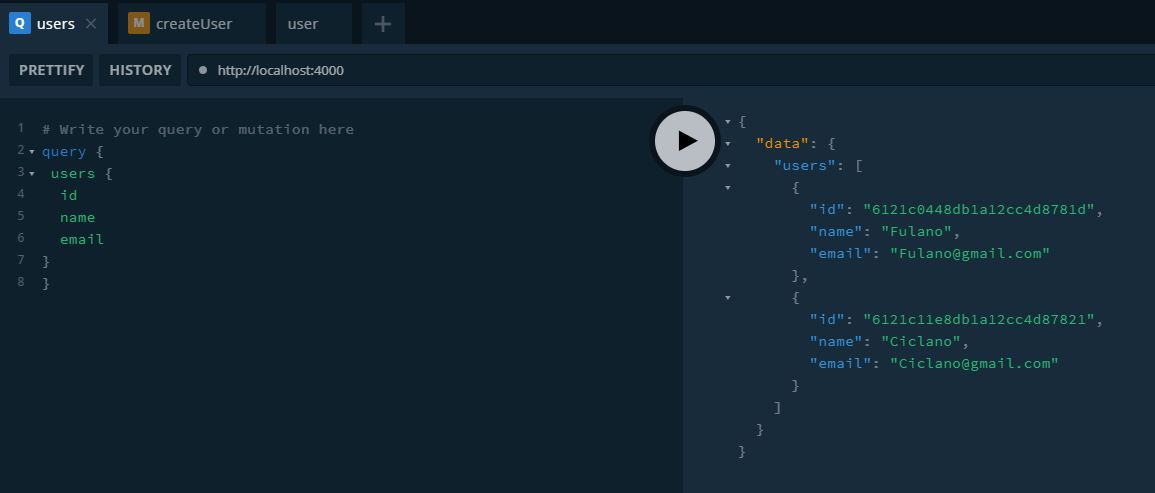 Q users × M createUser user +
PRETTIFY HISTORY http://localhost:4000
1 # Write your query or mutation here
2 query {
3  users {
4   id
5   name
6   email
7 }
8 }
{
  "data": {
    "users": [
      {
        "id": "6121c0448db1a12cc4d8781d",
        "name": "Fulano",
        "email": "Fulano@gmail.com"
      },
      {
        "id": "6121c11e8db1a12cc4d87821",
        "name": "Ciclano",
        "email": "Ciclano@gmail.com"
      }
    ]
  }
}